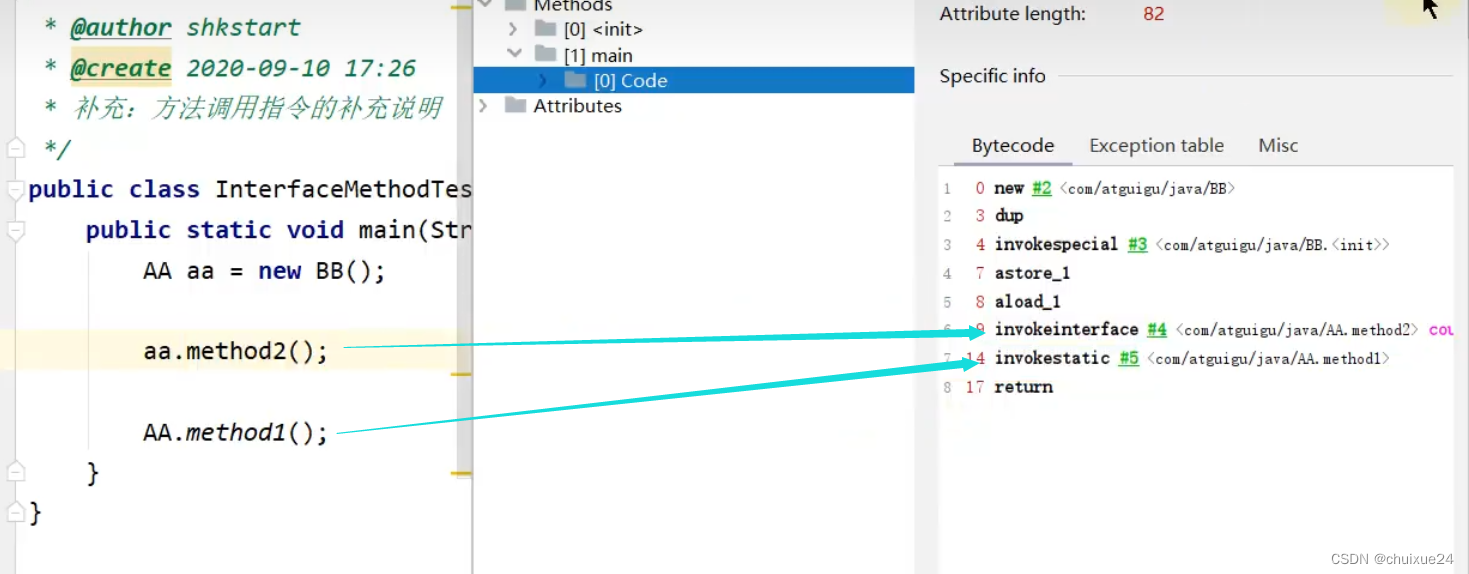 * @author shkstart
* @create 2020-09-10 17:26
* 补充：方法调用指令的补充说明
*/
public class InterfaceMethodTes
public static void main(Str
AA aa = new BB();
aa.method2();
AA.method1();
}
}
Methods
[0] <init>
[1] main
[0] Code
Attributes
Attribute length: 82
Specific info
Bytecode Exception table Misc
1 0 new #2 <com/atguigu/java/BB>
2 3 dup
3 4 invokespecial #3 <com/atguigu/java/BB.<init>>
4 7 astore_1
5 8 aload_1
6 9 invokeinterface #4 <com/atguigu/java/AA.method2> cou
7 14 invokestatic #5 <com/atguigu/java/AA.method1>
8 17 return
CSDN @chuixue24